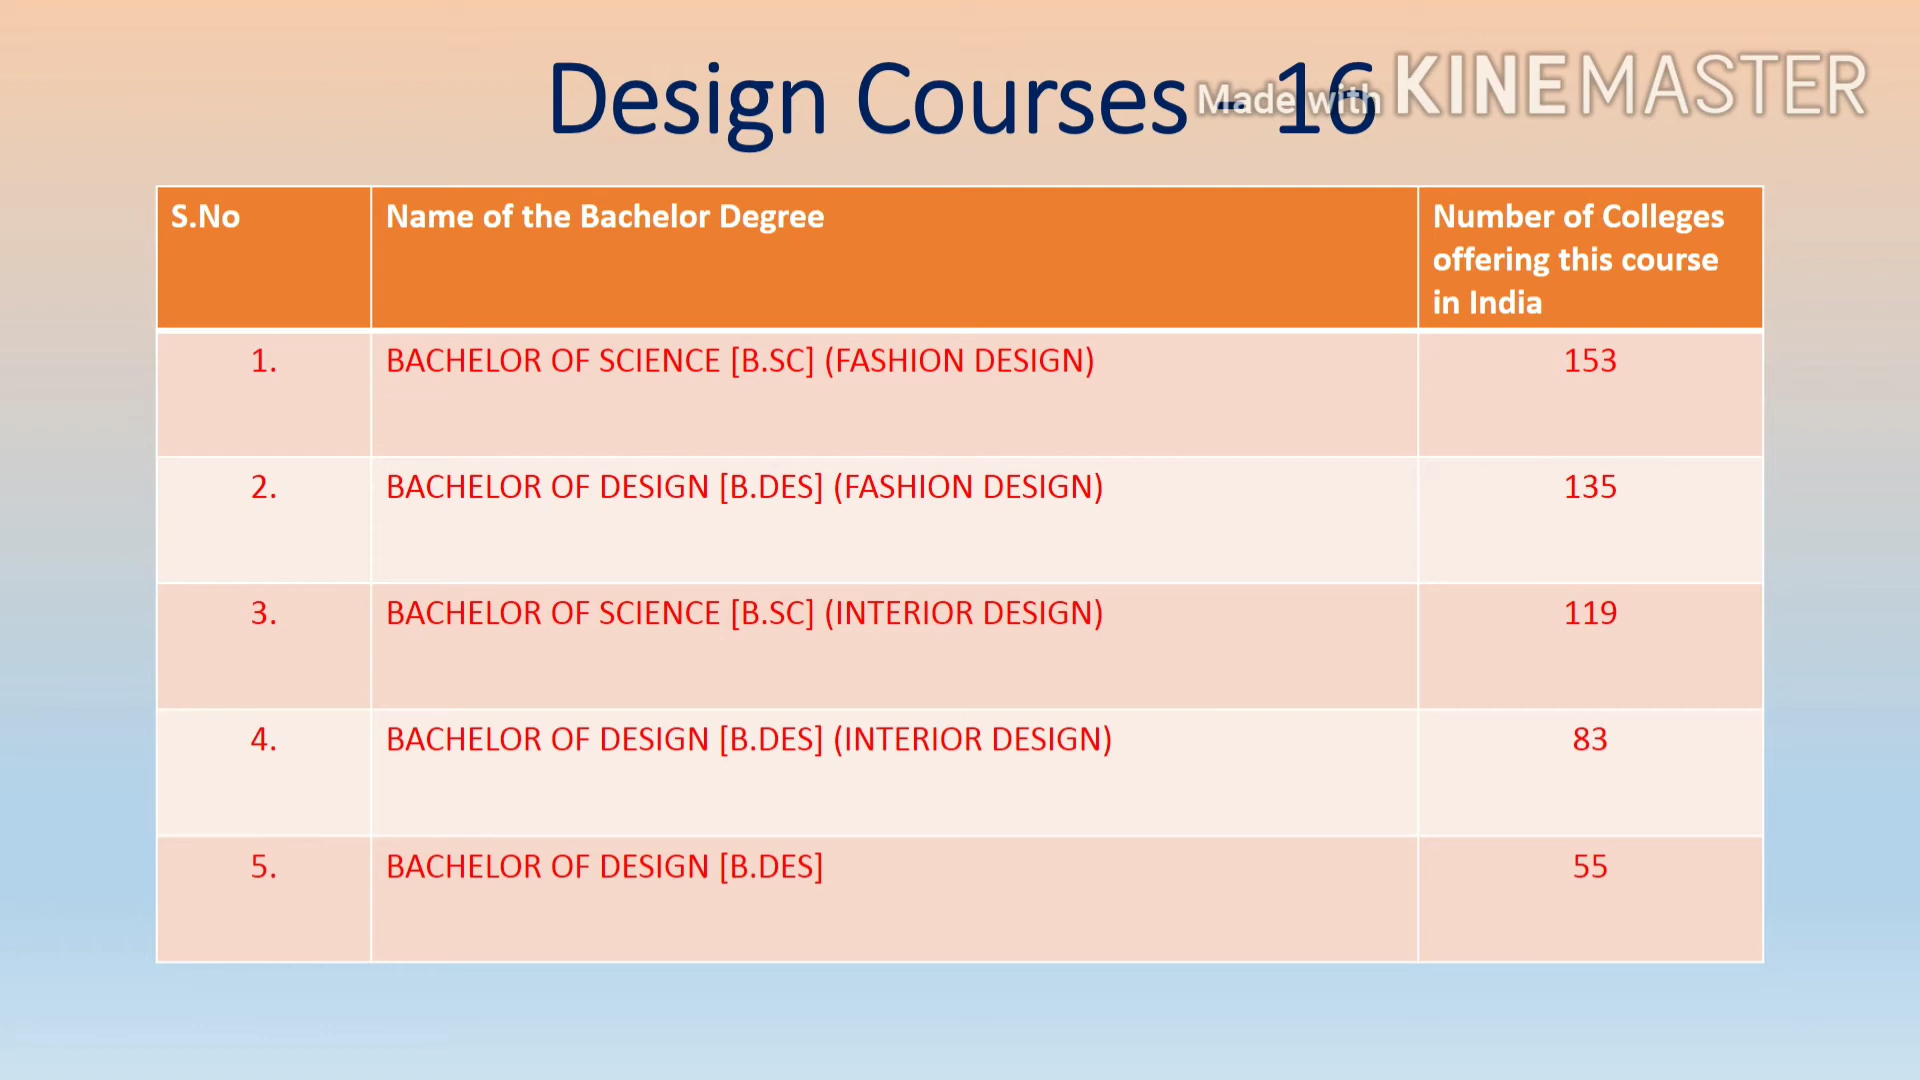 Design Courses - 16
Made with KINEMASTER
S.No
Name of the Bachelor Degree
Number of Colleges
offering this course
in India
1.
BACHELOR OF SCIENCE [B.SC] (FASHION DESIGN)
153
2.
BACHELOR OF DESIGN [B.DES] (FASHION DESIGN)
135
3.
BACHELOR OF SCIENCE [B.SC] (INTERIOR DESIGN)
119
4.
BACHELOR OF DESIGN [B.DES] (INTERIOR DESIGN)
83
5.
BACHELOR OF DESIGN [B.DES]
55